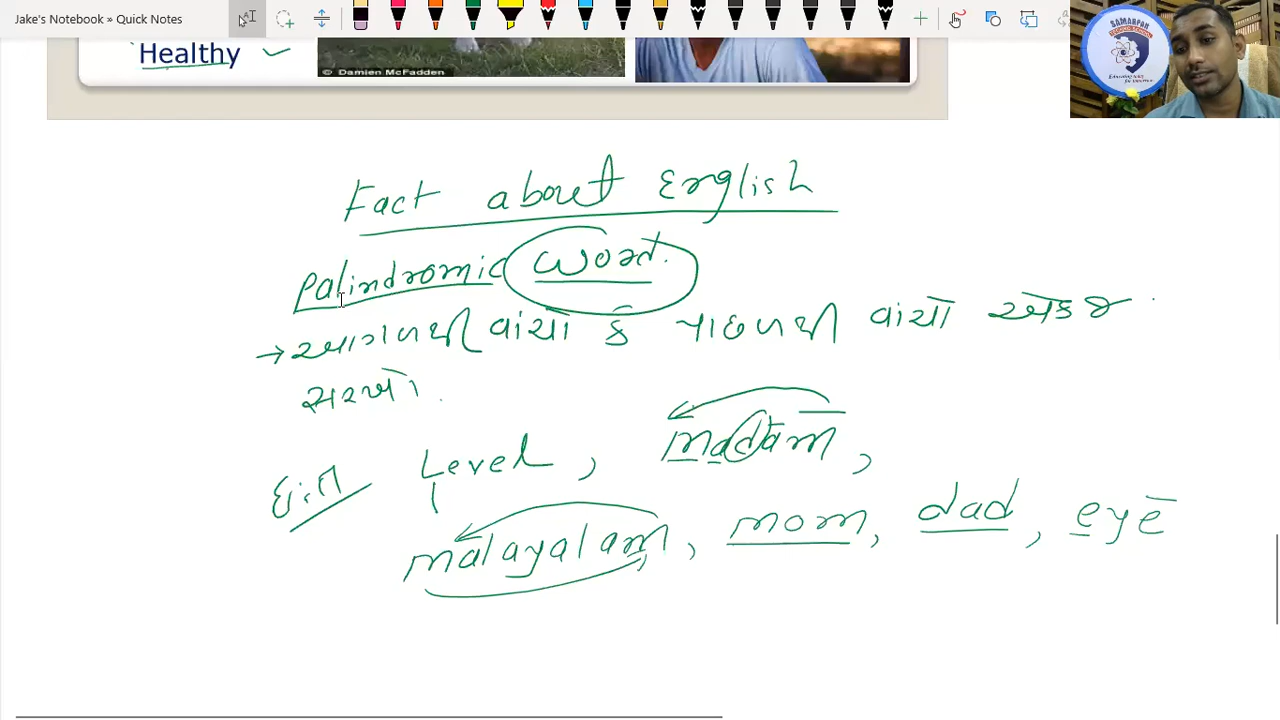 Jake's Notebook » Quick Notes
SAMARPAN
Healthy
© Damien McFadden
Fact about English
Palindromic Word.
→ આગળથી વાંચો કે પાછળથી વાંચો એકજ
સરખો.
Level, madam,
malayalam, mom, dad, eye